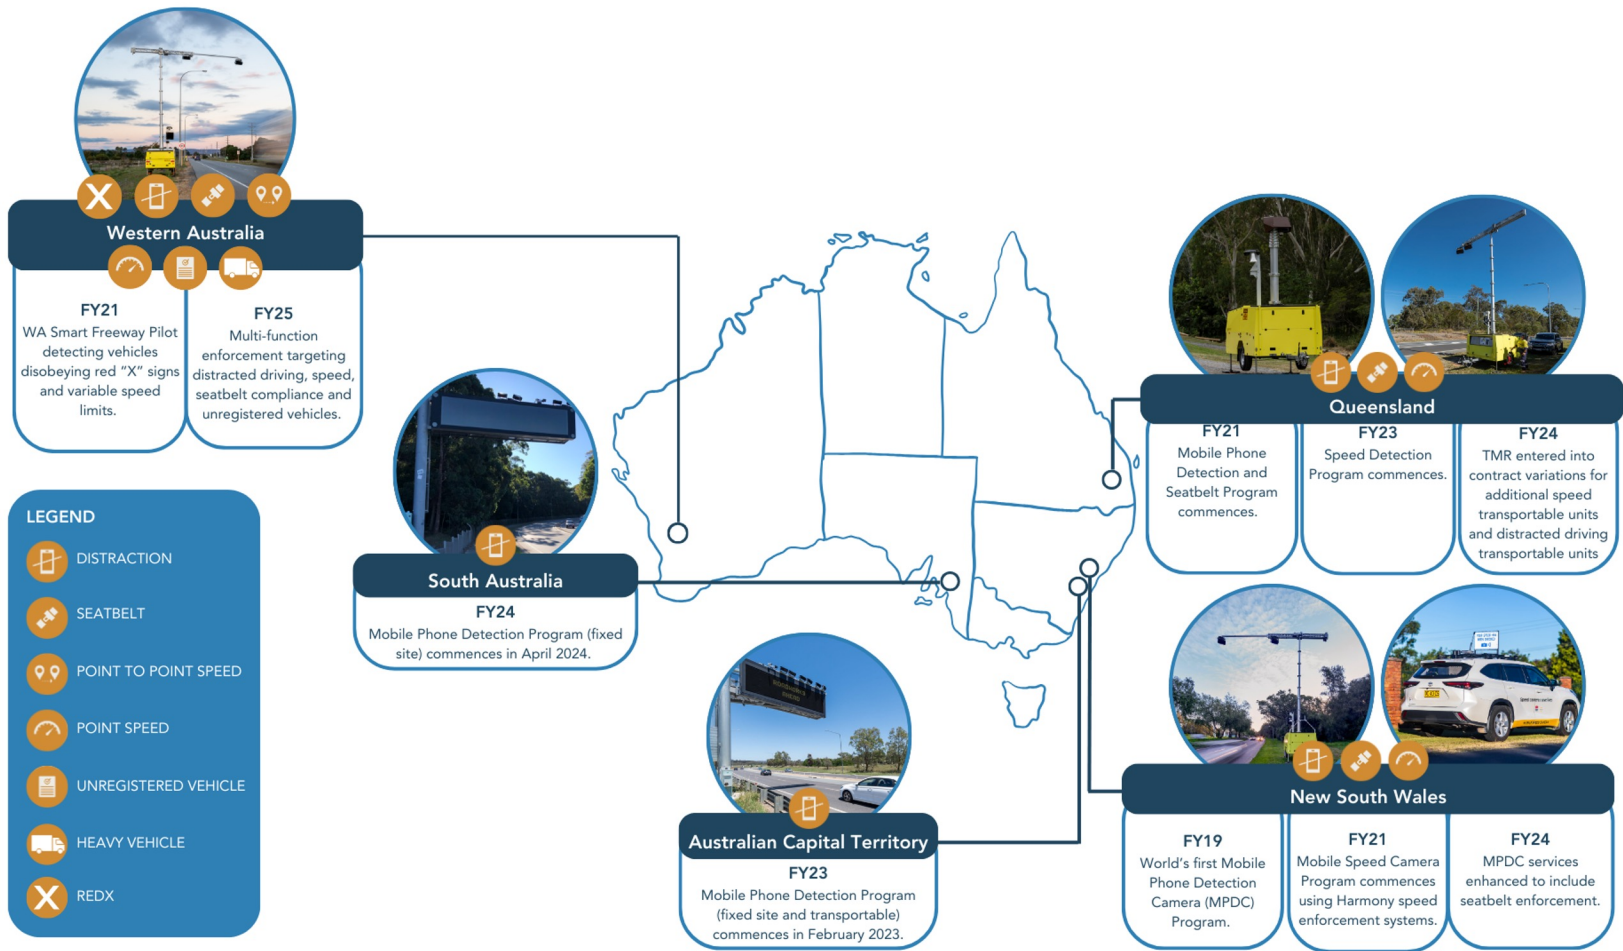 Western Australia
FY21
WA Smart Freeway Pilot
detecting vehicles
disobeying red “X” signs
and variable speed
limits.
FY25
Multi-function
enforcement targeting
distracted driving, speed,
seatbelt compliance and
unregistered vehicles.
LEGEND
DISTRACTION
SEATBELT
POINT TO POINT SPEED
POINT SPEED
UNREGISTERED VEHICLE
HEAVY VEHICLE
X
REDX
South Australia
FY24
Mobile Phone Detection Program (fixed
site) commences in April 2024.
Australian Capital Territory
FY23
Mobile Phone Detection Program
(fixed site and transportable)
commences in February 2023.
Queensland
FY21
Mobile Phone
Detection and
Seatbelt Program
commences.
FY23
Speed Detection
Program commences.
FY24
TMR entered into
contract variations for
additional speed
transportable units
and distracted driving
transportable units
New South Wales
FY19
World’s first Mobile
Phone Detection
Camera (MPDC)
Program.
FY21
Mobile Speed Camera
Program commences
using Harmony speed
enforcement systems.
FY24
MPDC services
enhanced to include
seatbelt enforcement.